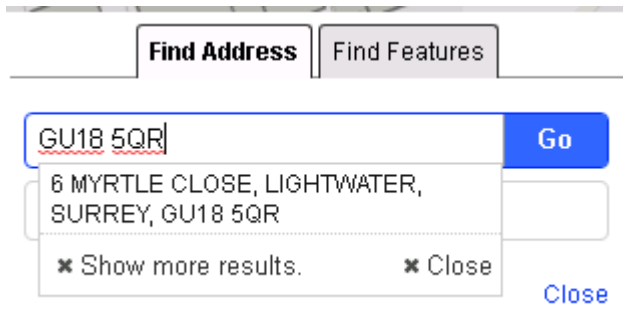 Find Address Find Features
GU18 5QR Go
6 MYRTLE CLOSE, LIGHTWATER,
SURREY, GU18 5QR
✖ Show more results. ✖ Close
Close